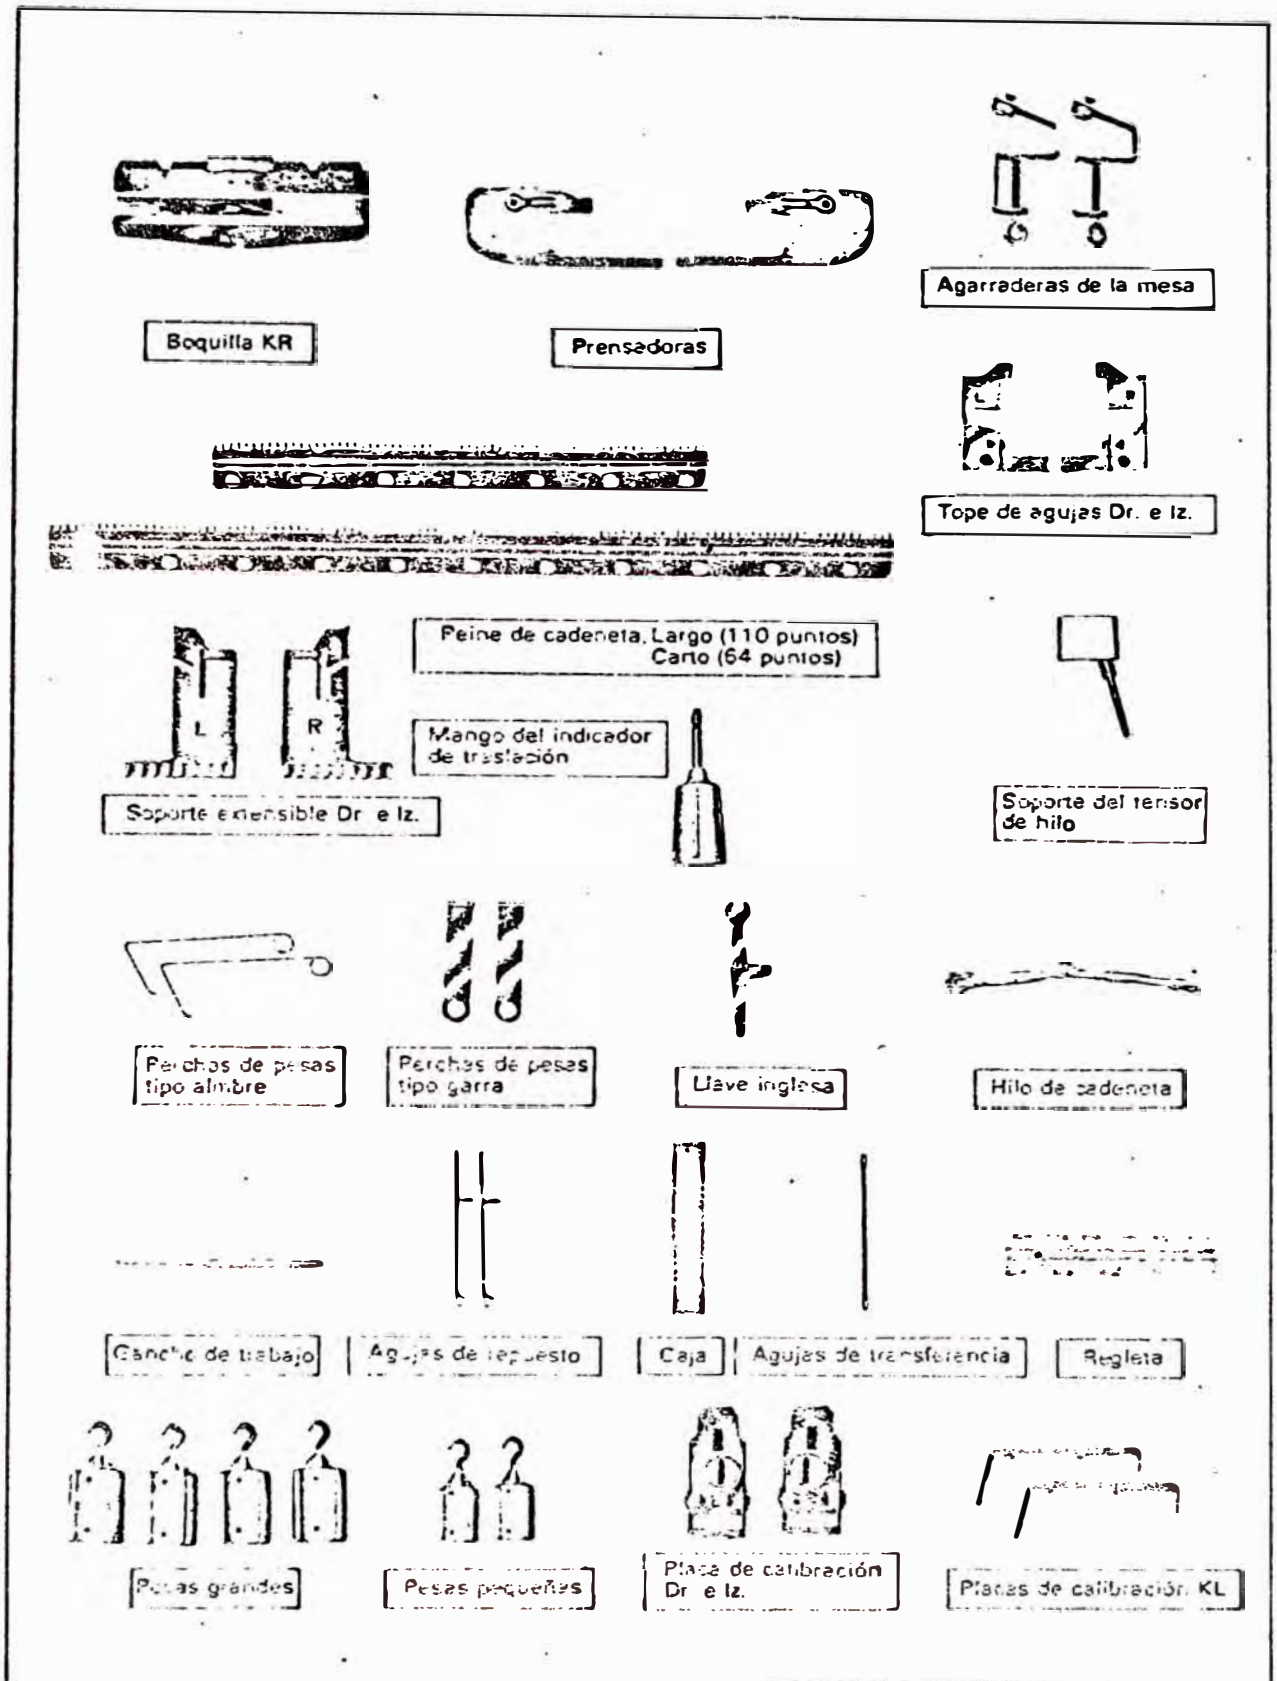 Boquilla KR
Prensadoras
Agarraderas de la mesa
Tope de agujas Dr. e Iz.
L
R
Peine de cadeneta, Largo (110 puntos)
Carto (64 puntos)
Mango del indicador
de traslación
Soporte extensible Dr. e Iz.
Soporte del tensor
de hilo
Perchas de pesas
tipo almbre
Perchas de pesas
tipo garra
Llave inglesa
Hilo de cadeneta
Gancho de trabajo
Agujas de repuesto
Caja
Agujas de transferencia
Regleta
Pesas grandes
Pesas pequeñas
Placa de calibración
Dr. e Iz.
Placas de calibración KL